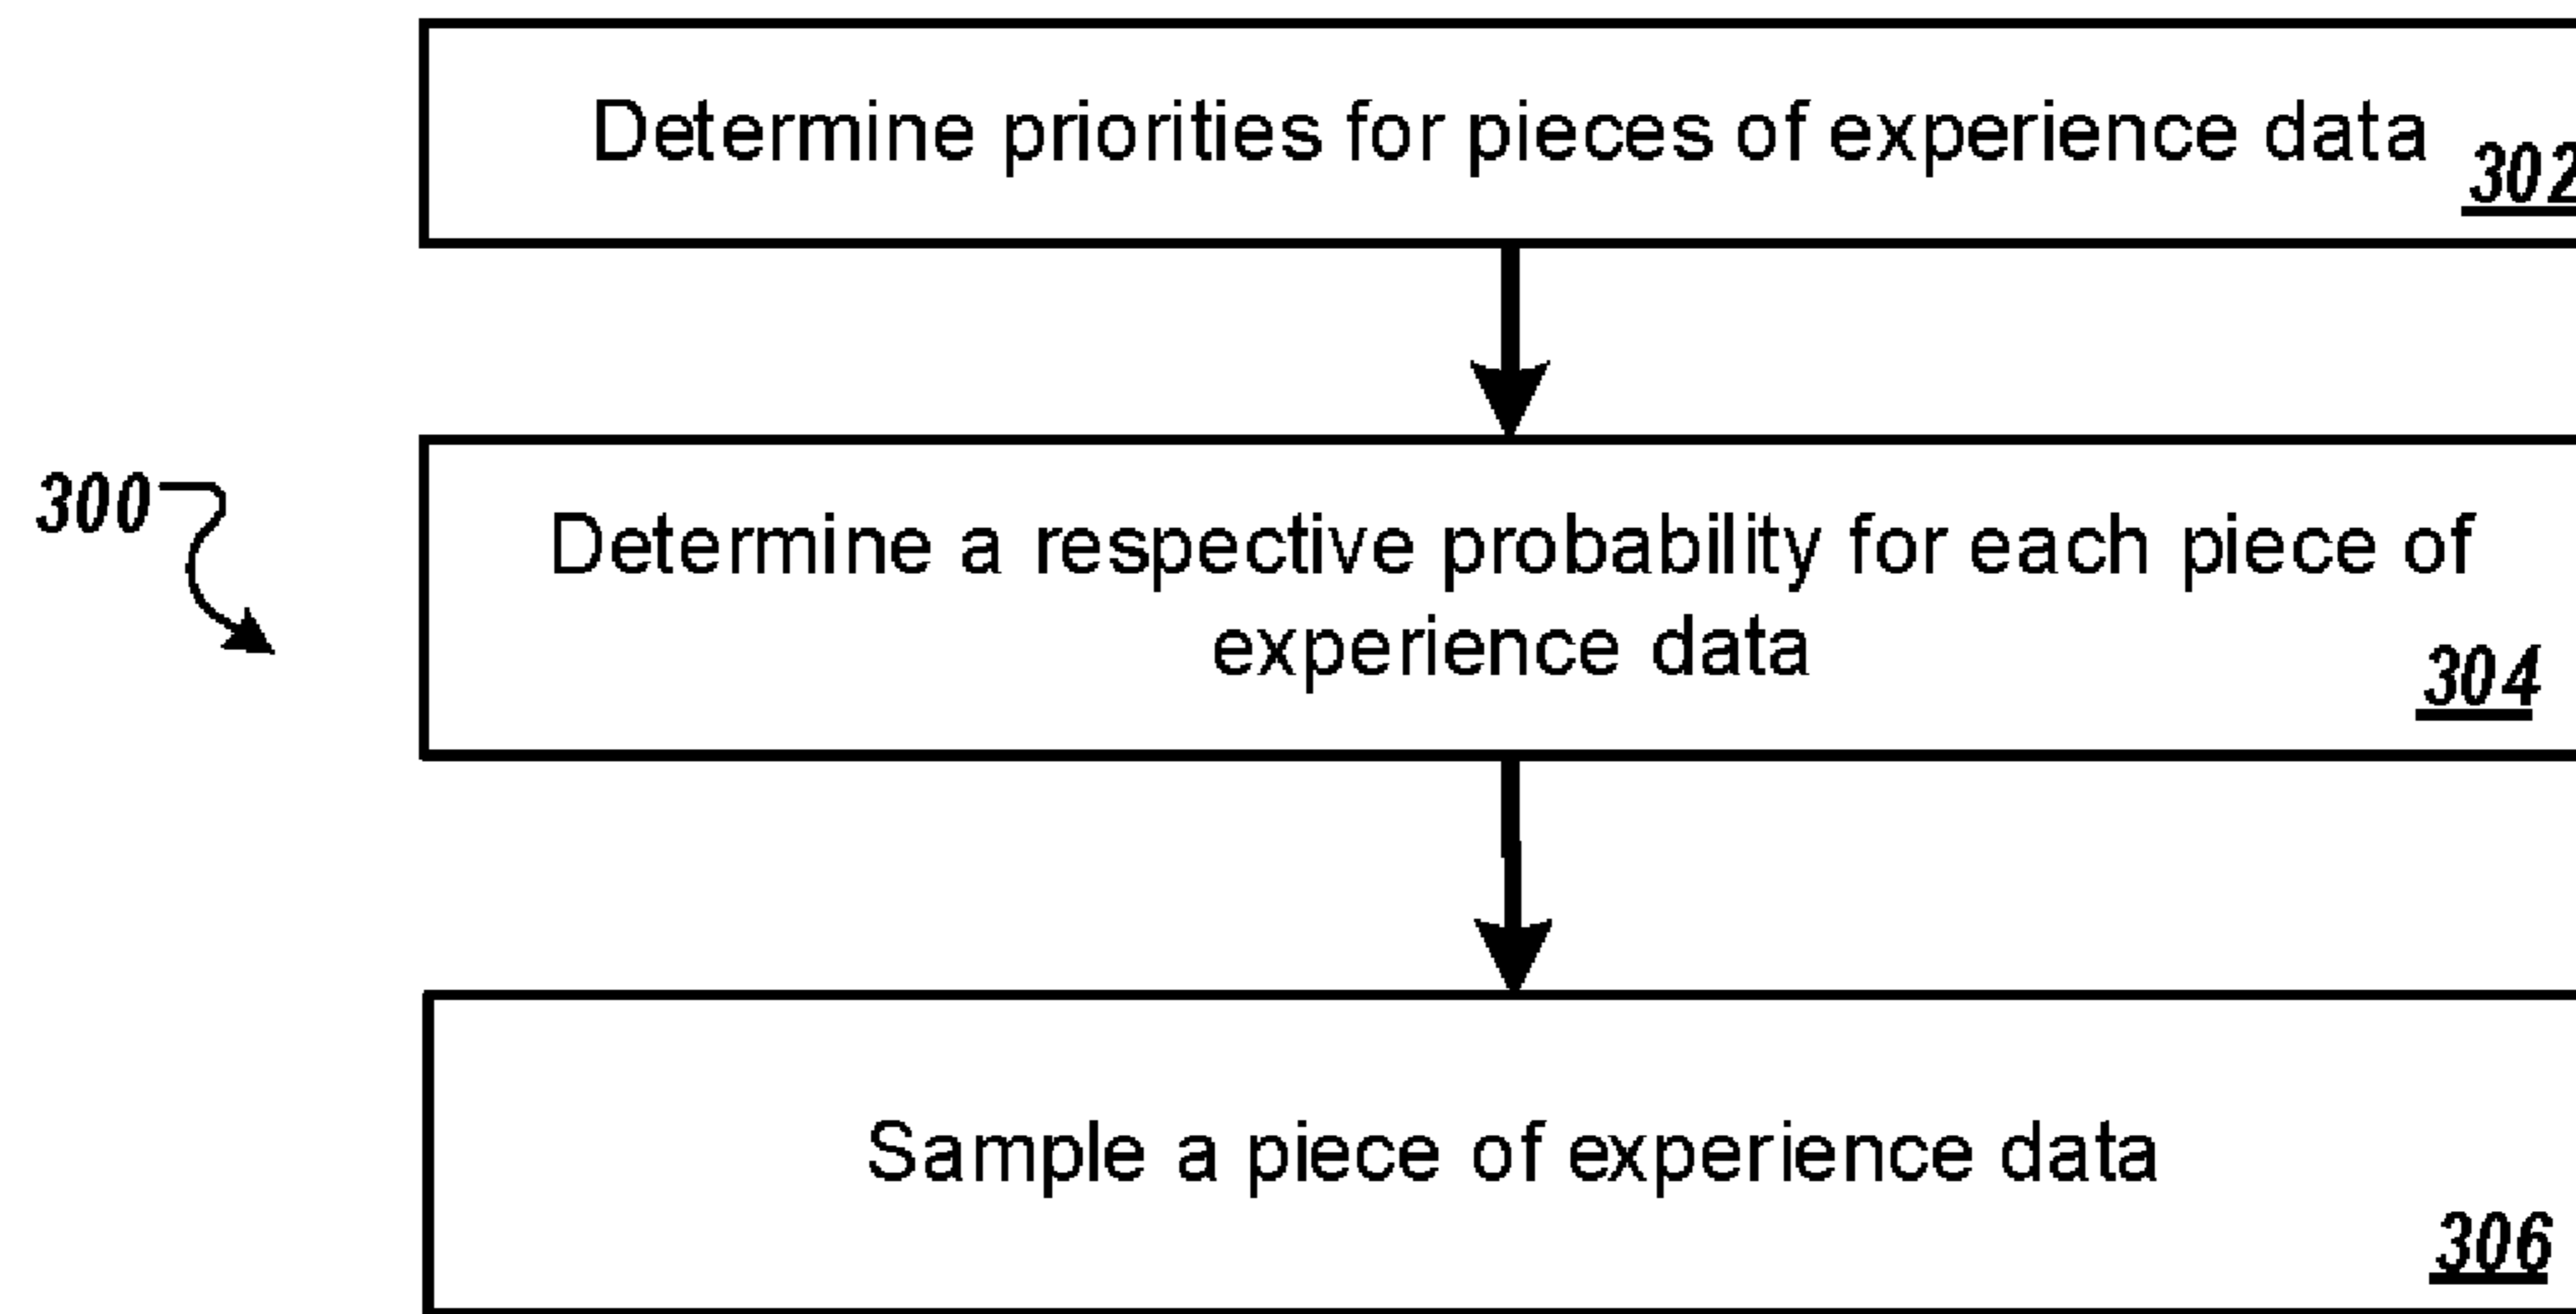 Determine priorities for pieces of experience data
302
300
Determine a respective probability for each piece of
experience data
304
Sample a piece of experience data
306